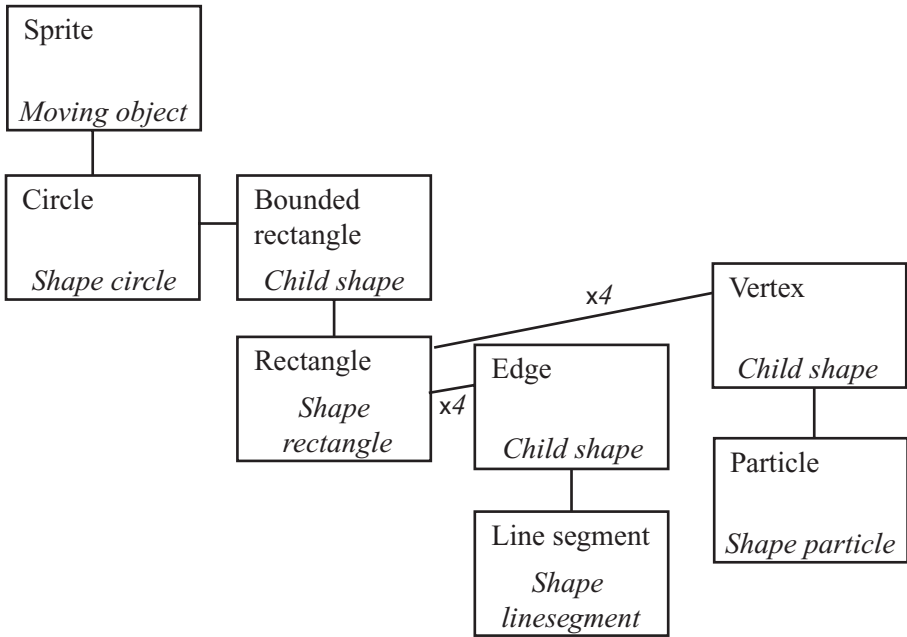 Sprite
Moving object
Circle
Shape circle
Bounded
rectangle
Child shape
Rectangle
Shape
rectangle
x4
x4
Edge
Child shape
Line segment
Shape
linesegment
Vertex
Child shape
Particle
Shape particle